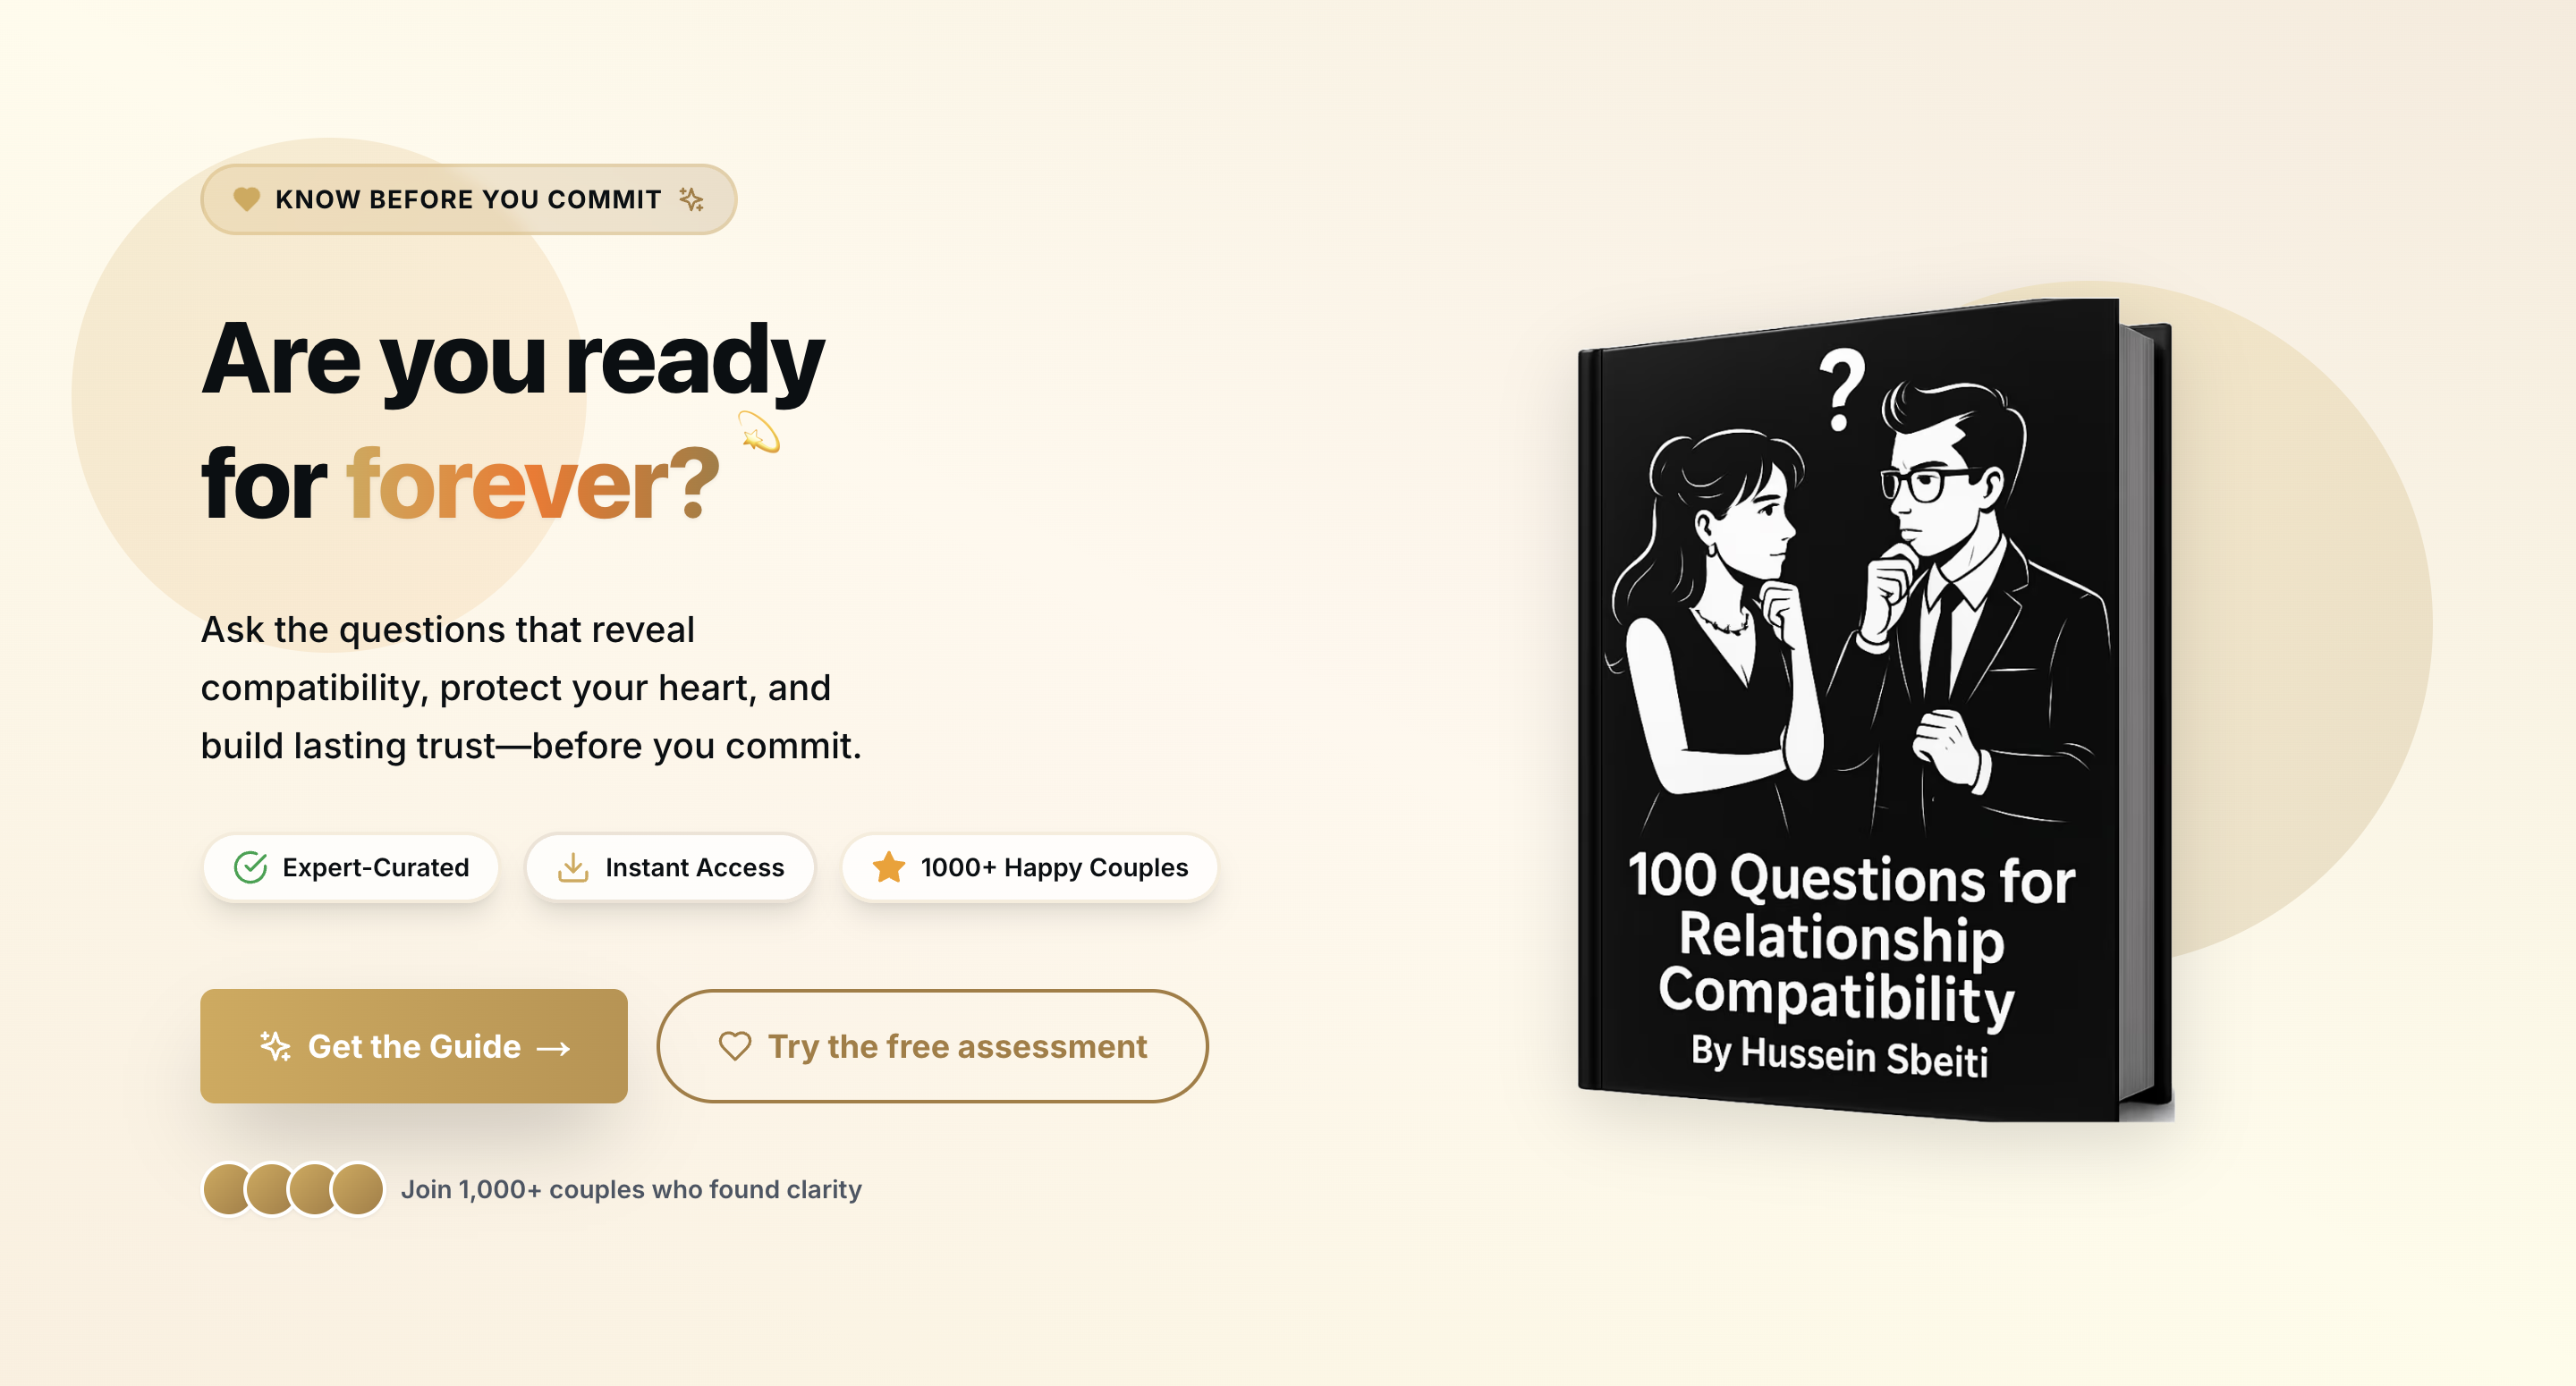 KNOW BEFORE YOU COMMIT
Are you ready
for forever?
Ask the questions that reveal
compatibility, protect your heart, and
build lasting trust—before you commit.
Expert-Curated
Instant Access
1000+ Happy Couples
Get the Guide →
Try the free assessment
Join 1,000+ couples who found clarity
?
100 Questions for
Relationship
Compatibility
By Hussein Sbeiti